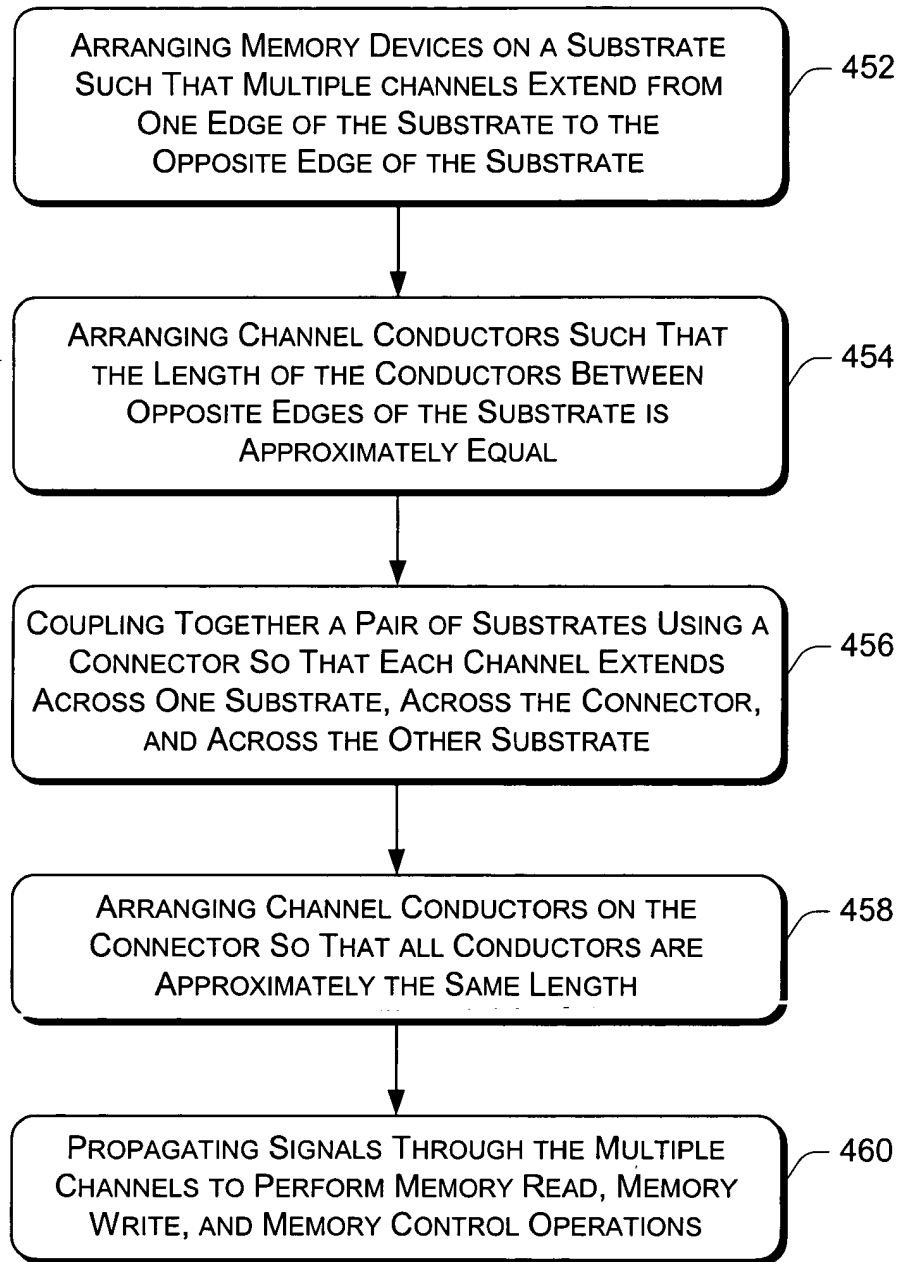 ARRANGING MEMORY DEVICES ON A SUBSTRATE
SUCH THAT MULTIPLE CHANNELS EXTEND FROM
ONE EDGE OF THE SUBSTRATE TO THE
OPPOSITE EDGE OF THE SUBSTRATE
452
ARRANGING CHANNEL CONDUCTORS SUCH THAT
THE LENGTH OF THE CONDUCTORS BETWEEN
OPPOSITE EDGES OF THE SUBSTRATE IS
APPROXIMATELY EQUAL
454
COUPLING TOGETHER A PAIR OF SUBSTRATES USING A
CONNECTOR SO THAT EACH CHANNEL EXTENDS
ACROSS ONE SUBSTRATE, ACROSS THE CONNECTOR,
AND ACROSS THE OTHER SUBSTRATE
456
ARRANGING CHANNEL CONDUCTORS ON THE
CONNECTOR SO THAT ALL CONDUCTORS ARE
APPROXIMATELY THE SAME LENGTH
458
PROPAGATING SIGNALS THROUGH THE MULTIPLE
CHANNELS TO PERFORM MEMORY READ, MEMORY
WRITE, AND MEMORY CONTROL OPERATIONS
460